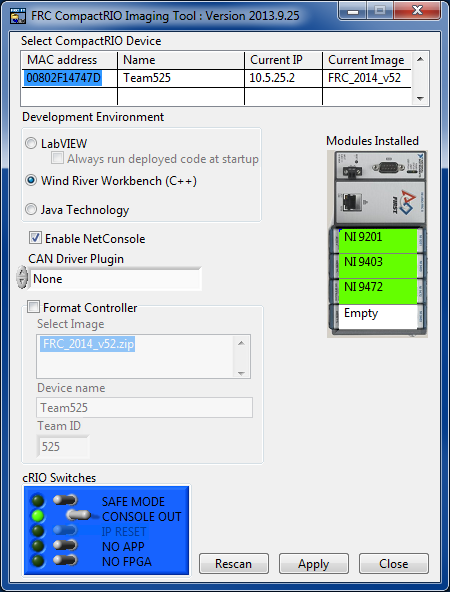 FRC CompactRIO Imaging Tool : Version 2013.9.25
Select CompactRIO Device
MAC address Name Current IP Current Image
00802F14747D Team525 10.5.25.2 FRC_2014_v52
Development Environment
LabVIEW
Always run deployed code at startup
Wind River Workbench (C++)
Java Technology
Enable NetConsole
CAN Driver Plugin
None
Format Controller
Select Image
FRC_2014_v52.zip
Device name
Team525
Team ID
525
Modules Installed
FIRST
NI 9201
NI 9403
NI 9472
Empty
cRIO Switches
SAFE MODE
CONSOLE OUT
IP RESET
NO APP
NO FPGA
Rescan Apply Close